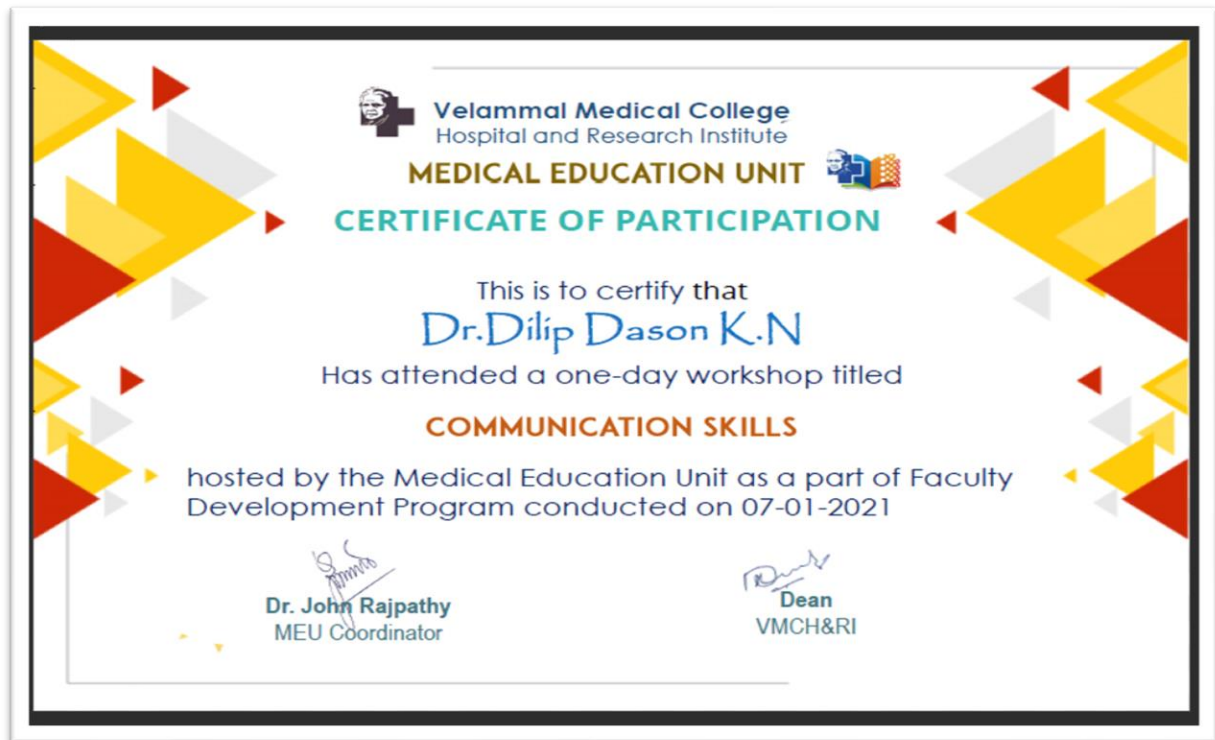 Velammal Medical College
Hospital and Research Institute
MEDICAL EDUCATION UNIT
CERTIFICATE OF PARTICIPATION
This is to certify that
Dr.Dilip Dason K.N
Has attended a one-day workshop titled
COMMUNICATION SKILLS
hosted by the Medical Education Unit as a part of Faculty
Development Program conducted on 07-01-2021
Dr. John Rajpathy
MEU Coordinator
Dean
VMCH&RI